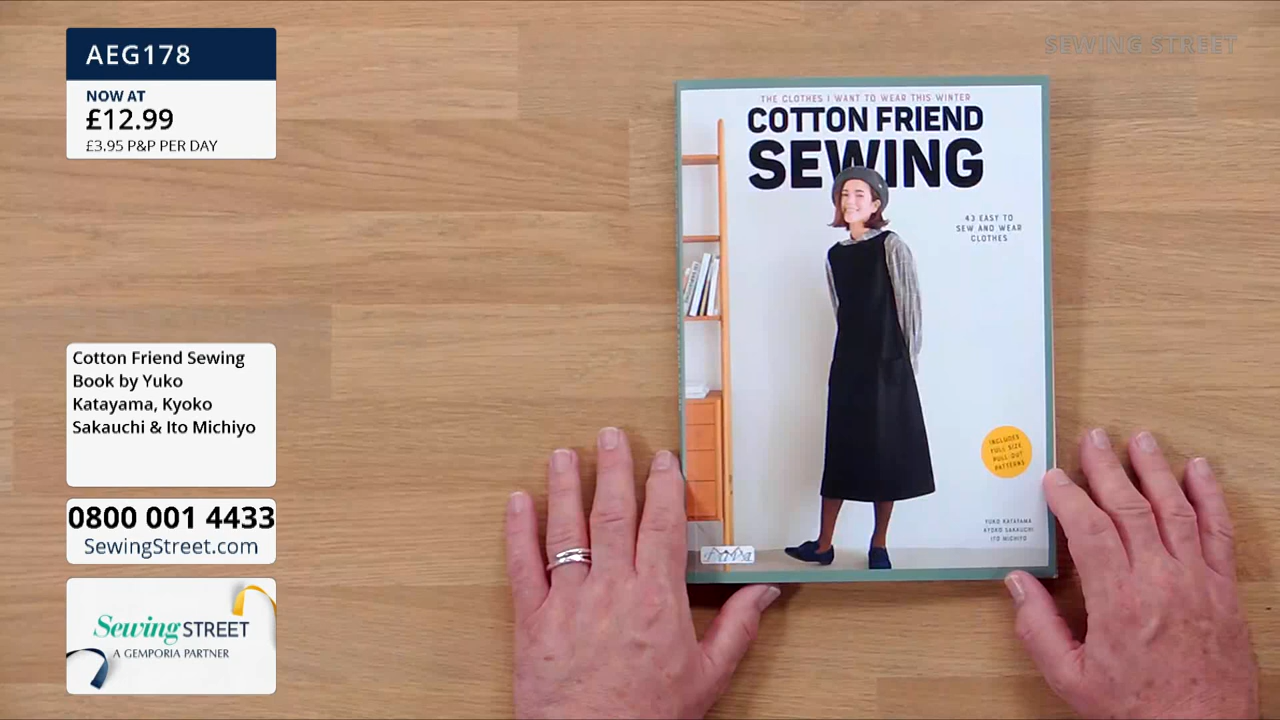 AEG178
NOW AT
£12.99
£3.95 P&P PER DAY
Cotton Friend Sewing
Book by Yuko
Katayama, Kyoko
Sakauchi & Ito Michiyo
0800 001 4433
SewingStreet.com
Sewing STREET
A GEMPORIA PARTNER
SEWING STREET
THE CLOTHES I WANT TO WEAR THIS WINTER
COTTON FRIEND
SEWING
43 EASY TO
SEW AND WEAR
CLOTHES
INCLUDES
FULL SIZE
PULL OUT
PATTERNS
YUKO KATAYAMA
KYOKO SAKAUCHI
ITO MICHIYO